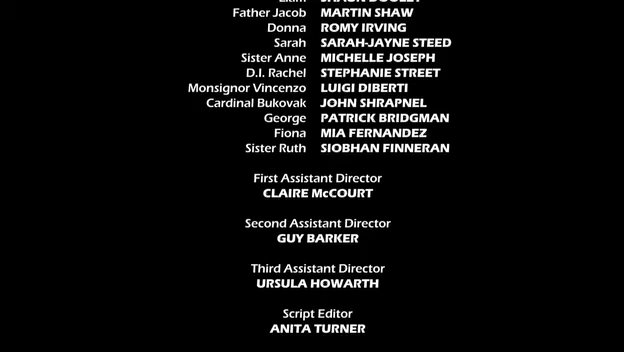 Father Jacob MARTIN SHAW
Donna ROMY IRVING
Sarah SARAH-JAYNE STEED
Sister Anne MICHELLE JOSEPH
D.I. Rachel STEPHANIE STREET
Monsignor Vincenzo LUIGI DIBERTI
Cardinal Bukovak JOHN SHRAPNEL
George PATRICK BRIDGMAN
Fiona MIA FERNANDEZ
Sister Ruth SIOBHAN FINNERAN
First Assistant Director
CLAIRE McCOURT
Second Assistant Director
GUY BARKER
Third Assistant Director
URSULA HOWARTH
Script Editor
ANITA TURNER